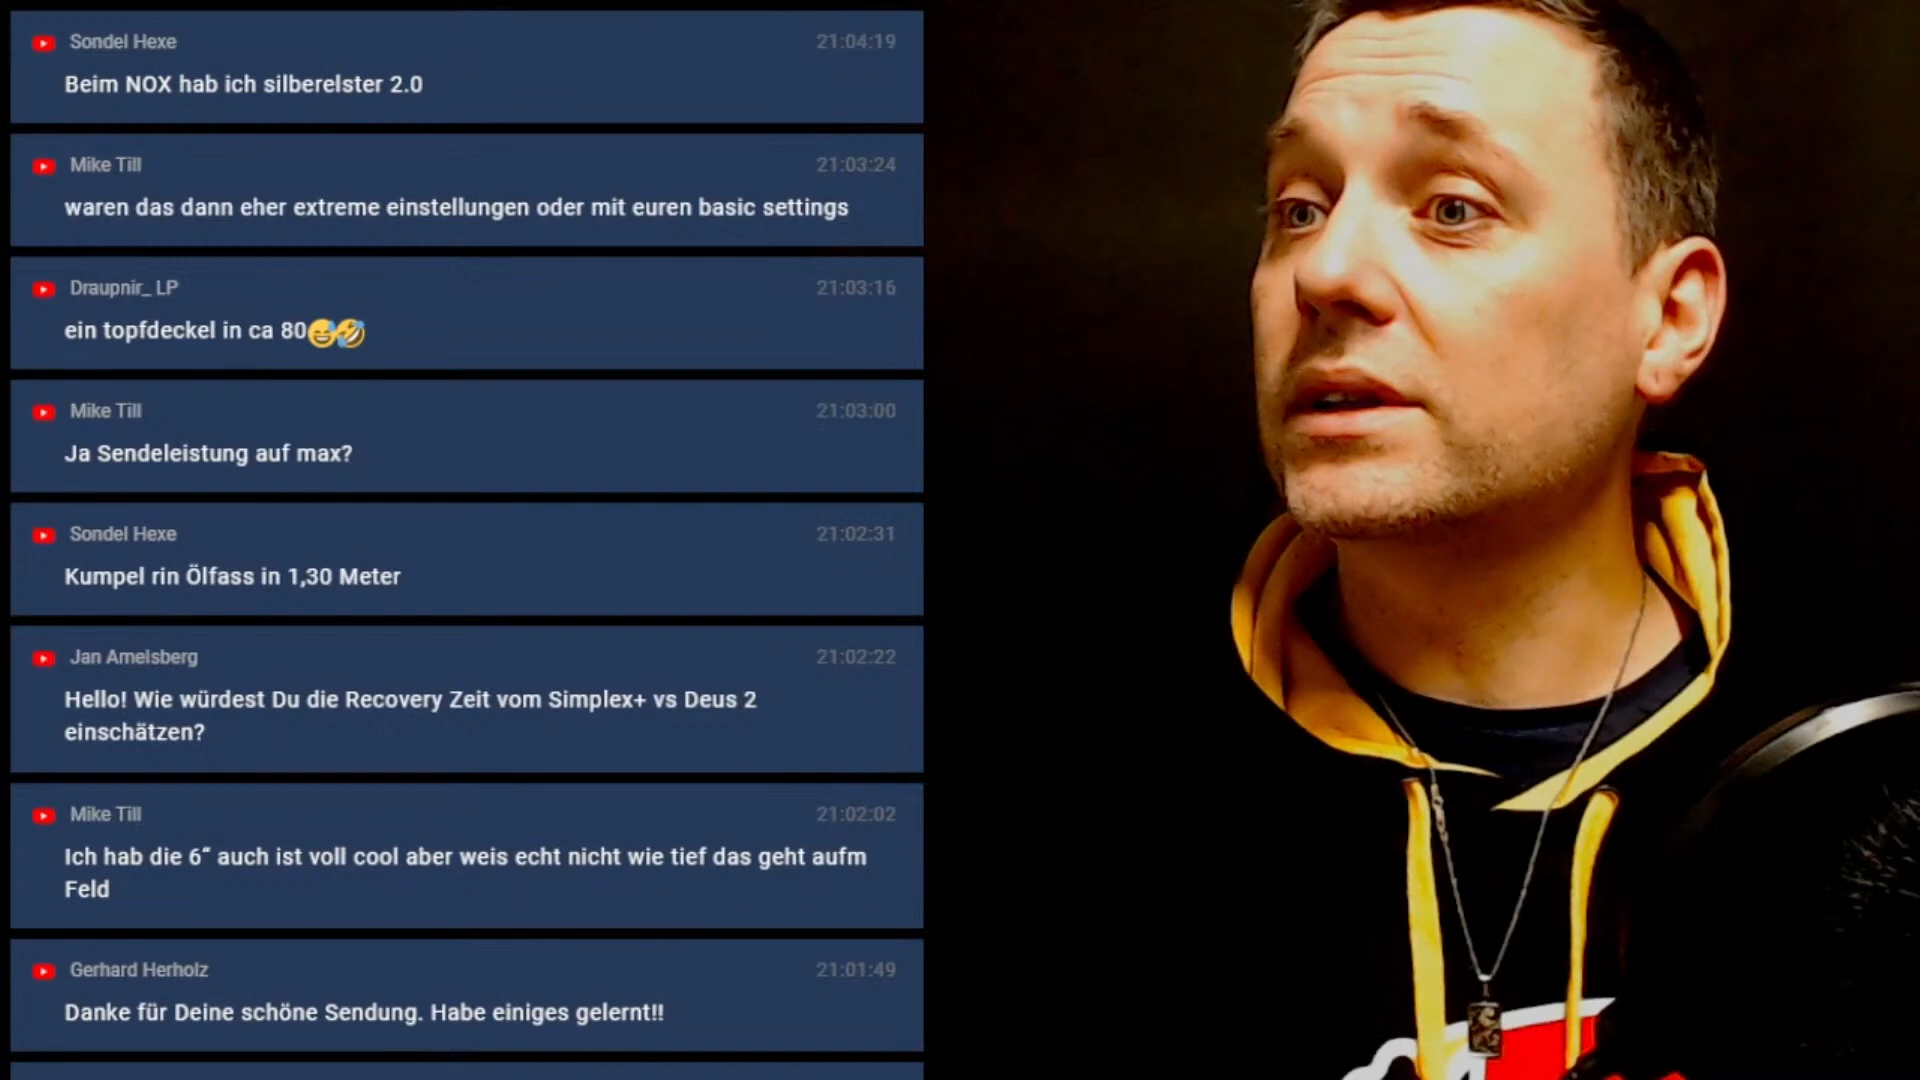 Sondel Hexe 21:04:19
Beim NOX hab ich silberelster 2.0
Mike Till 21:03:24
waren das dann eher extreme einstellungen oder mit euren basic settings
Draupnir_ LP 21:03:16
ein topfdeckel in ca 80😅🤣
Mike Till 21:03:00
Ja Sendeleistung auf max?
Sondel Hexe 21:02:31
Kumpel rin Ölfass in 1,30 Meter
Jan Amelsberg 21:02:22
Hello! Wie würdest Du die Recovery Zeit vom Simplex+ vs Deus 2
einschätzen?
Mike Till 21:02:02
Ich hab die 6“ auch ist voll cool aber weis echt nicht wie tief das geht aufm
Feld
Gerhard Herholz 21:01:49
Danke für Deine schöne Sendung. Habe einiges gelernt!!